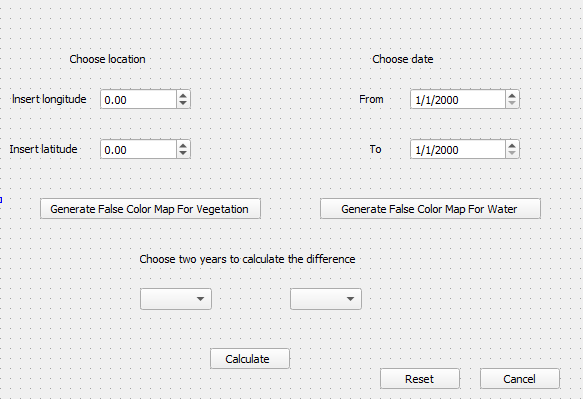 Choose location Choose date
Insert longitude 0.00 From 1/1/2000
Insert latitude 0.00 To 1/1/2000
Generate False Color Map For Vegetation Generate False Color Map For Water
Choose two years to calculate the difference
Calculate
Reset Cancel